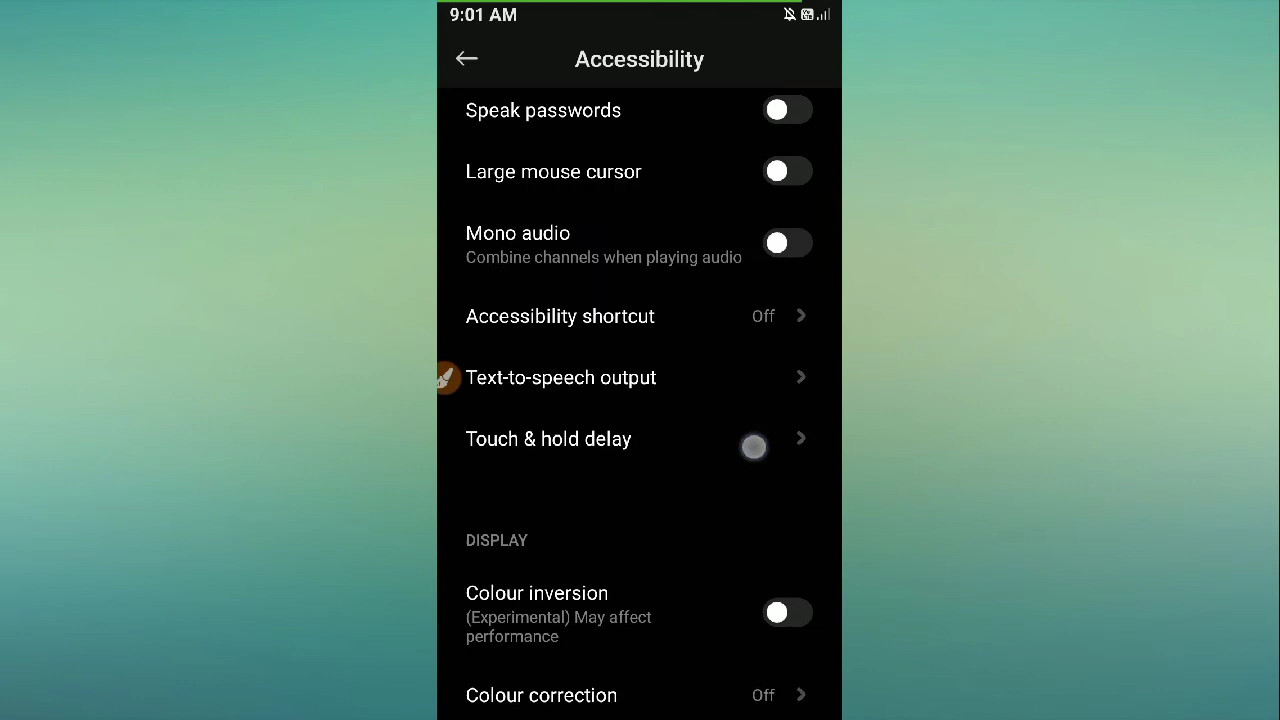 9:01 AM
Accessibility
Speak passwords
Large mouse cursor
Mono audio
Combine channels when playing audio
Accessibility shortcut Off
Text-to-speech output
Touch & hold delay
DISPLAY
Colour inversion
(Experimental) May affect
performance
Colour correction Off